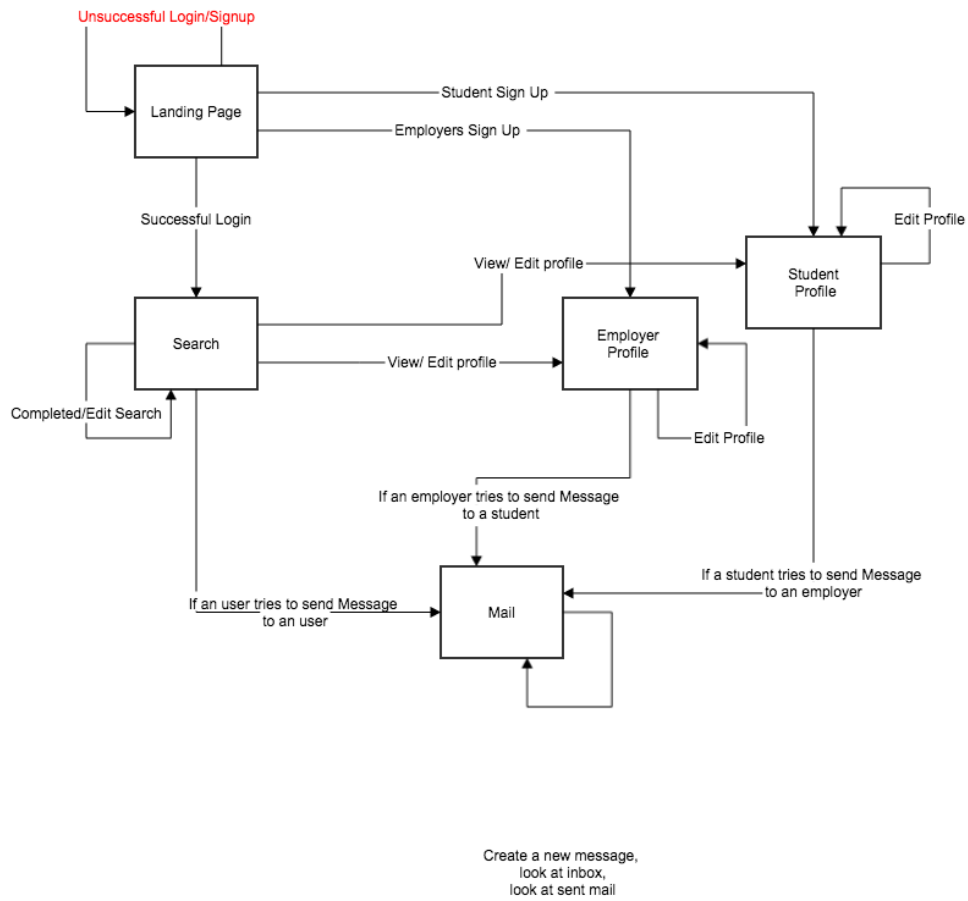 Unsuccessful Login/Signup
Student Sign Up
Landing Page
Employers Sign Up
Successful Login
Edit Profile
View/ Edit profile
Student
Profile
Search
Employer
Profile
View/ Edit profile
Completed/Edit Search
Edit Profile
If an employer tries to send Message
to a student
If a student tries to send Message
to an employer
If an user tries to send Message
to an user
Mail
Create a new message,
look at inbox,
look at sent mail